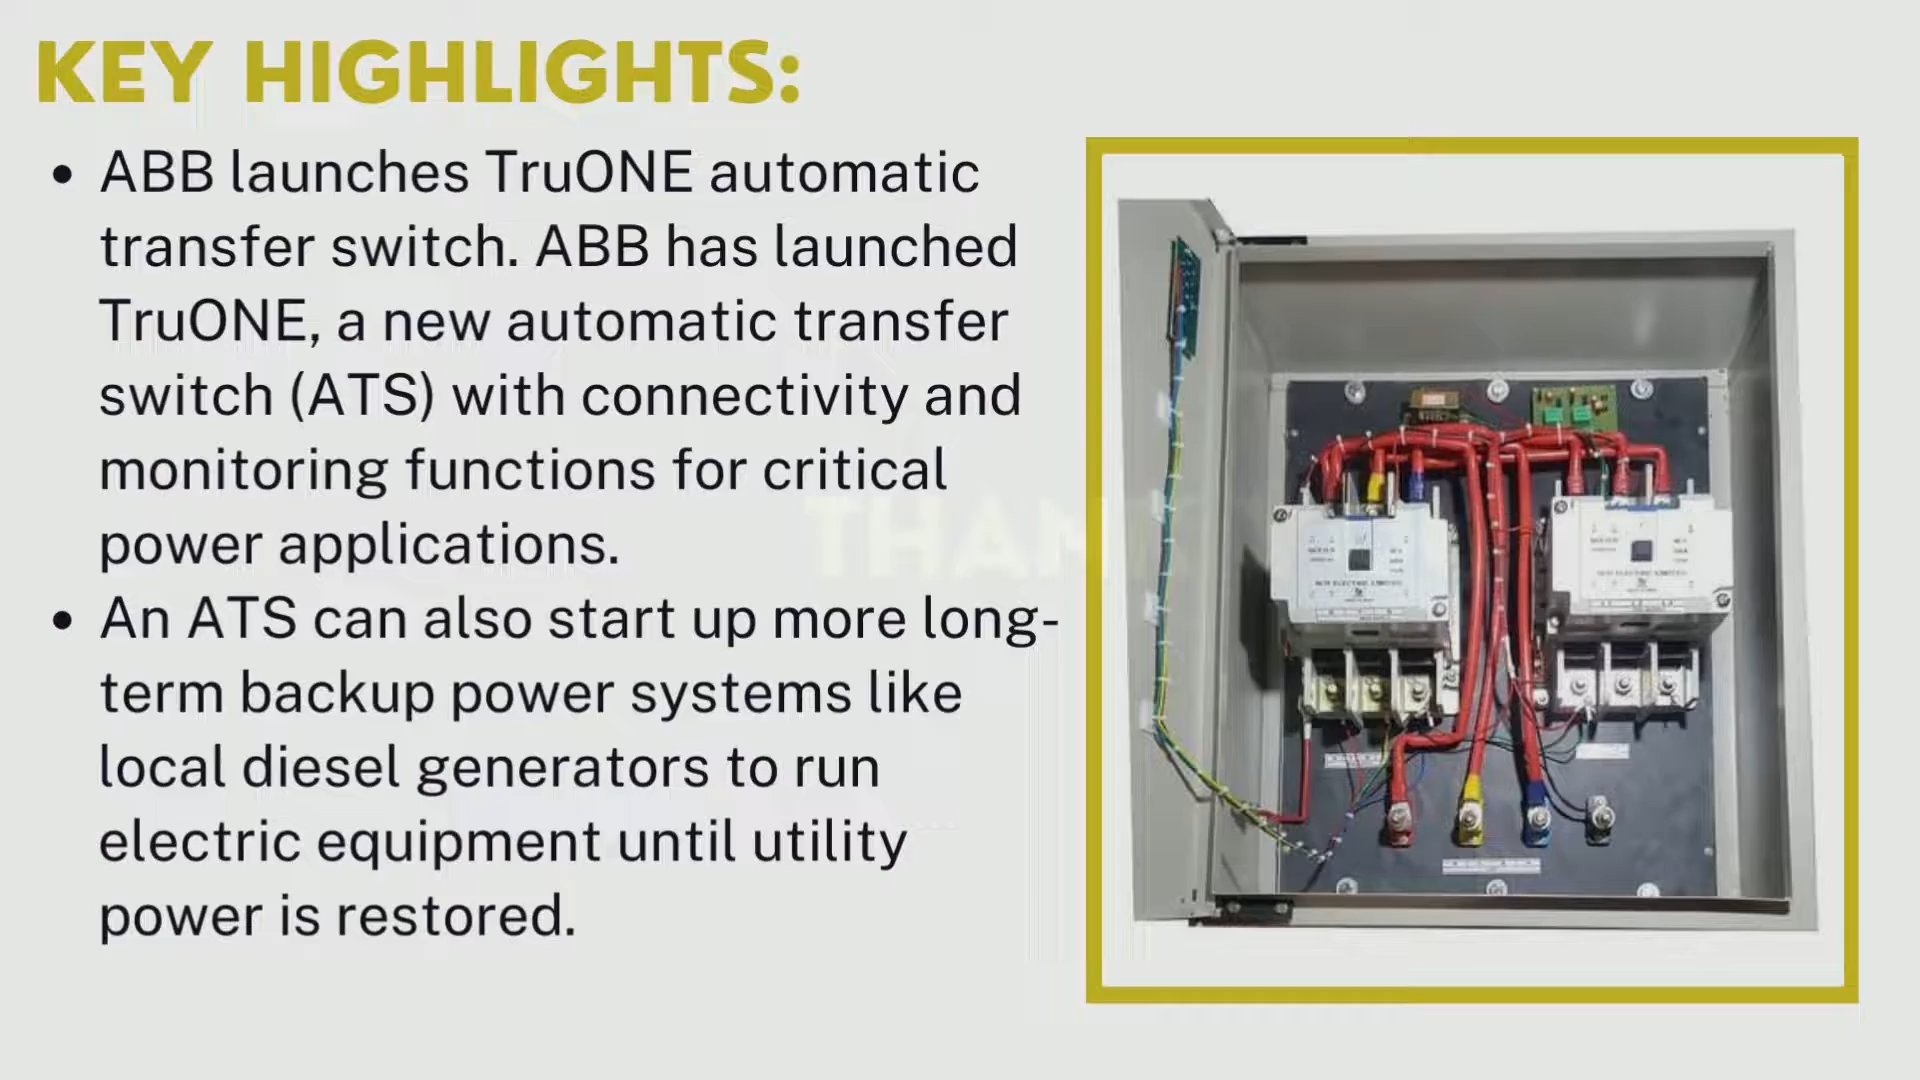 KEY HIGHLIGHTS:
• ABB launches TruONE automatic
transfer switch. ABB has launched
TruONE, a new automatic transfer
switch (ATS) with connectivity and
monitoring functions for critical
power applications.
• An ATS can also start up more long-
term backup power systems like
local diesel generators to run
electric equipment until utility
power is restored.
THAN